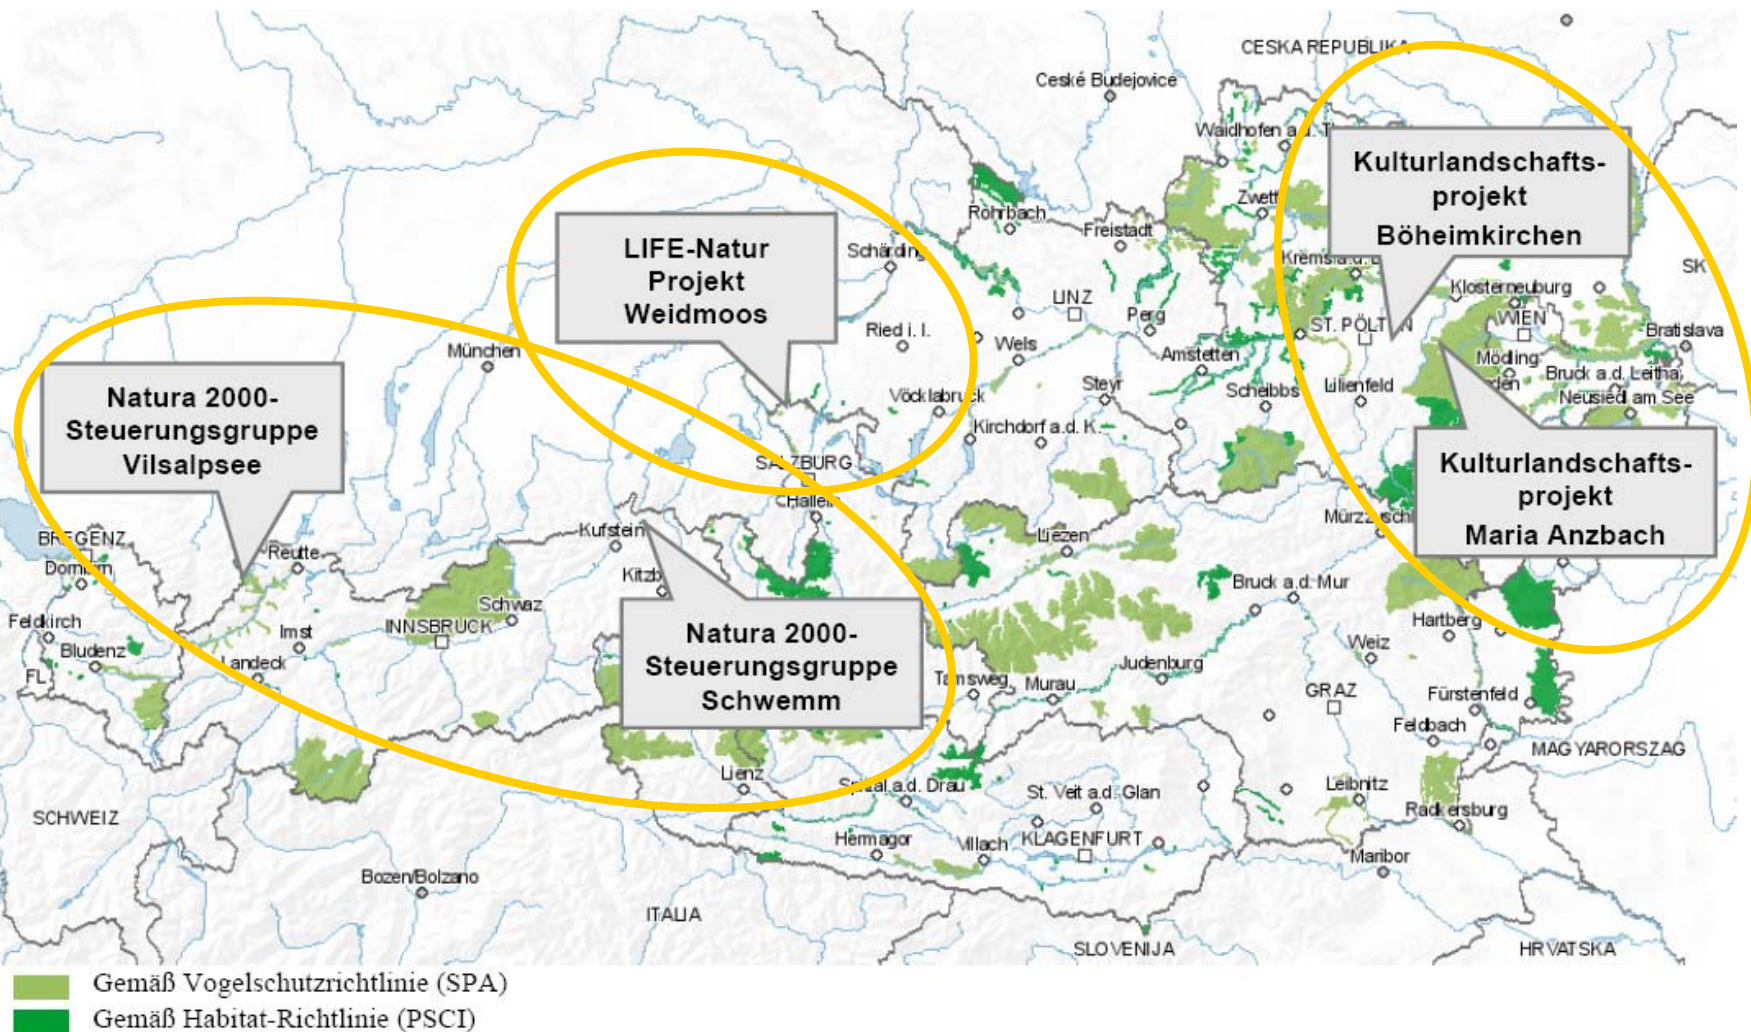 CESKA REPUBLIKA
Ceské Budejovice
Waidhofen a.d.
Kulturlandschafts-
projekt
Böheimkirchen
Zwettl
Rohrbach
Freistadt
LIFE-Natur
Projekt
Weidmoos
Schärding
Krems a.d.
SK
Klosterneuburg
LINZ
Perg
ST. PÖLTEN
WIEN
Bratislava
Ried i. I.
Wels
München
Amstetten
Mödling
Bruck a.d. Leitha
Natura 2000-
Steuerungsgruppe
Vilsalpsee
Vöcklabruck
Steyr
Scheibbs
Lilienfeld
Neusiedl am See
Kirchdorf a.d. K.
SALZBURG
Kulturlandschafts-
projekt
Maria Anzbach
Hallein
BREGENZ
Dornbirn
Reutte
Kufstein
Liezen
Kitzb
Bruck a.d. Mur
Schwaz
Feldkirch
Bludenz
FL
Imst
INNSBRUCK
Landeck
Natura 2000-
Steuerungsgruppe
Schwemm
Hartberg
Weiz
Judenburg
Tamsweg
Murau
GRAZ
Fürstenfeld
Feldbach
MAGYARORSZAG
Lienz
Spittal a.d. Drau
St. Veit a.d. Glan
Leibnitz
Radkersburg
SCHWEIZ
Hermagor
Villach
KLAGENFURT
Maribor
Bozen/Bolzano
ITALIA
SLOVENIJA
HRVATSKA
Gemäß Vogelschutzrichtlinie (SPA)
Gemäß Habitat-Richtlinie (PSCI)